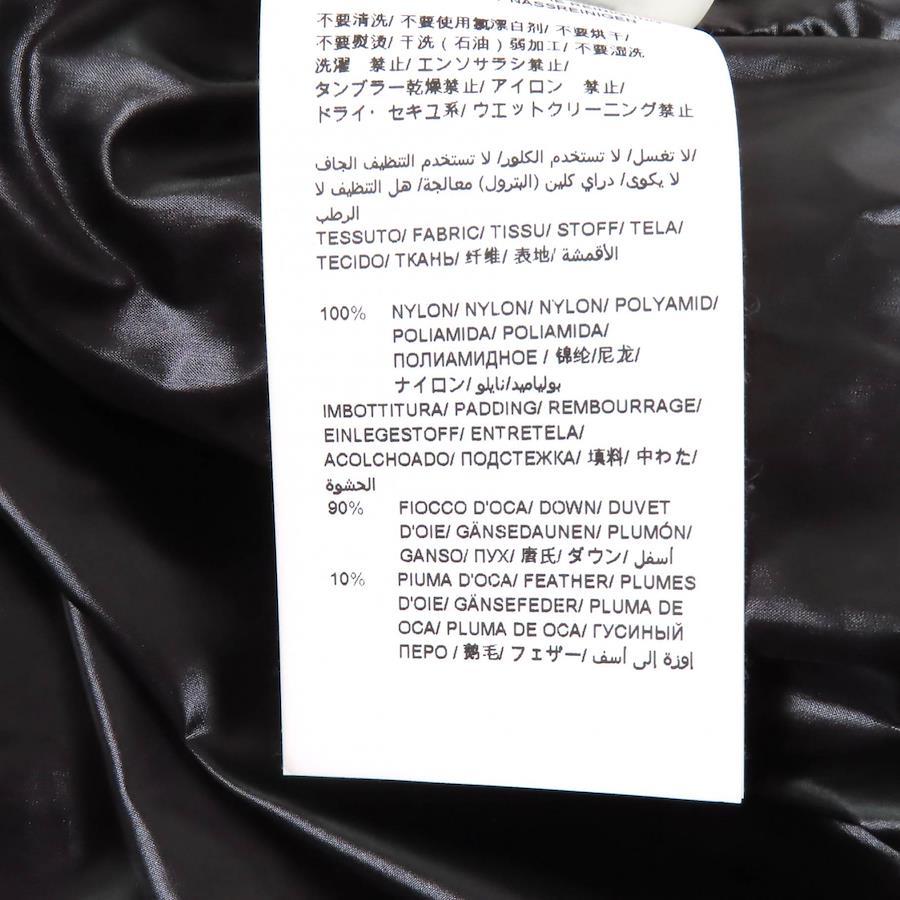 NASSREINIGEN
不要清洗/ 不要使用氯漂白剂/ 不要烘干/
不要熨烫/ 干洗（石油）弱加工/ 不要湿洗
洗濯 禁止/ エンソサラシ禁止/
タンブラー乾燥禁止/ アイロン 禁止/
ドライ・セキユ系/ ウエットクリーニング禁止
لا تغسل/ لا تستخدم الكلور/ لا تستخدم التنظيف الجاف/
لا يكوى/ دراي كلين (البترول) معالجة/ هل التنظيف لا
الرطب
TESSUTO/ FABRIC/ TISSU/ STOFF/ TELA/
TECIDO/ ТКАНЬ/ 纤维/ 表地/ الأقمشة
100% NYLON/ NYLON/ NYLON/ POLYAMID/
POLIAMIDA/ POLIAMIDA/
ПОЛИАМИДНОЕ / 锦纶/尼龙/
ナイロン/ بولياميد/نايلو
IMBOTTITURA/ PADDING/ REMBOURRAGE/
EINLEGESTOFF/ ENTRETELA/
ACOLCHOADO/ ПОДСТЕЖКА/ 填料/ 中わた/
الحشوة
90% FIOCCO D'OCA/ DOWN/ DUVET
D'OIE/ GÄNSEDAUNEN/ PLUMÓN/
GANSO/ ПУХ/ 唐氏/ ダウン/ أسفل
10% PIUMA D'OCA/ FEATHER/ PLUMES
D'OIE/ GÄNSEFEDER/ PLUMA DE
OCA/ PLUMA DE OCA/ ГУСИНЫЙ
ПЕРО / 鹅毛/ フェザー/ اوزة إلى أسف